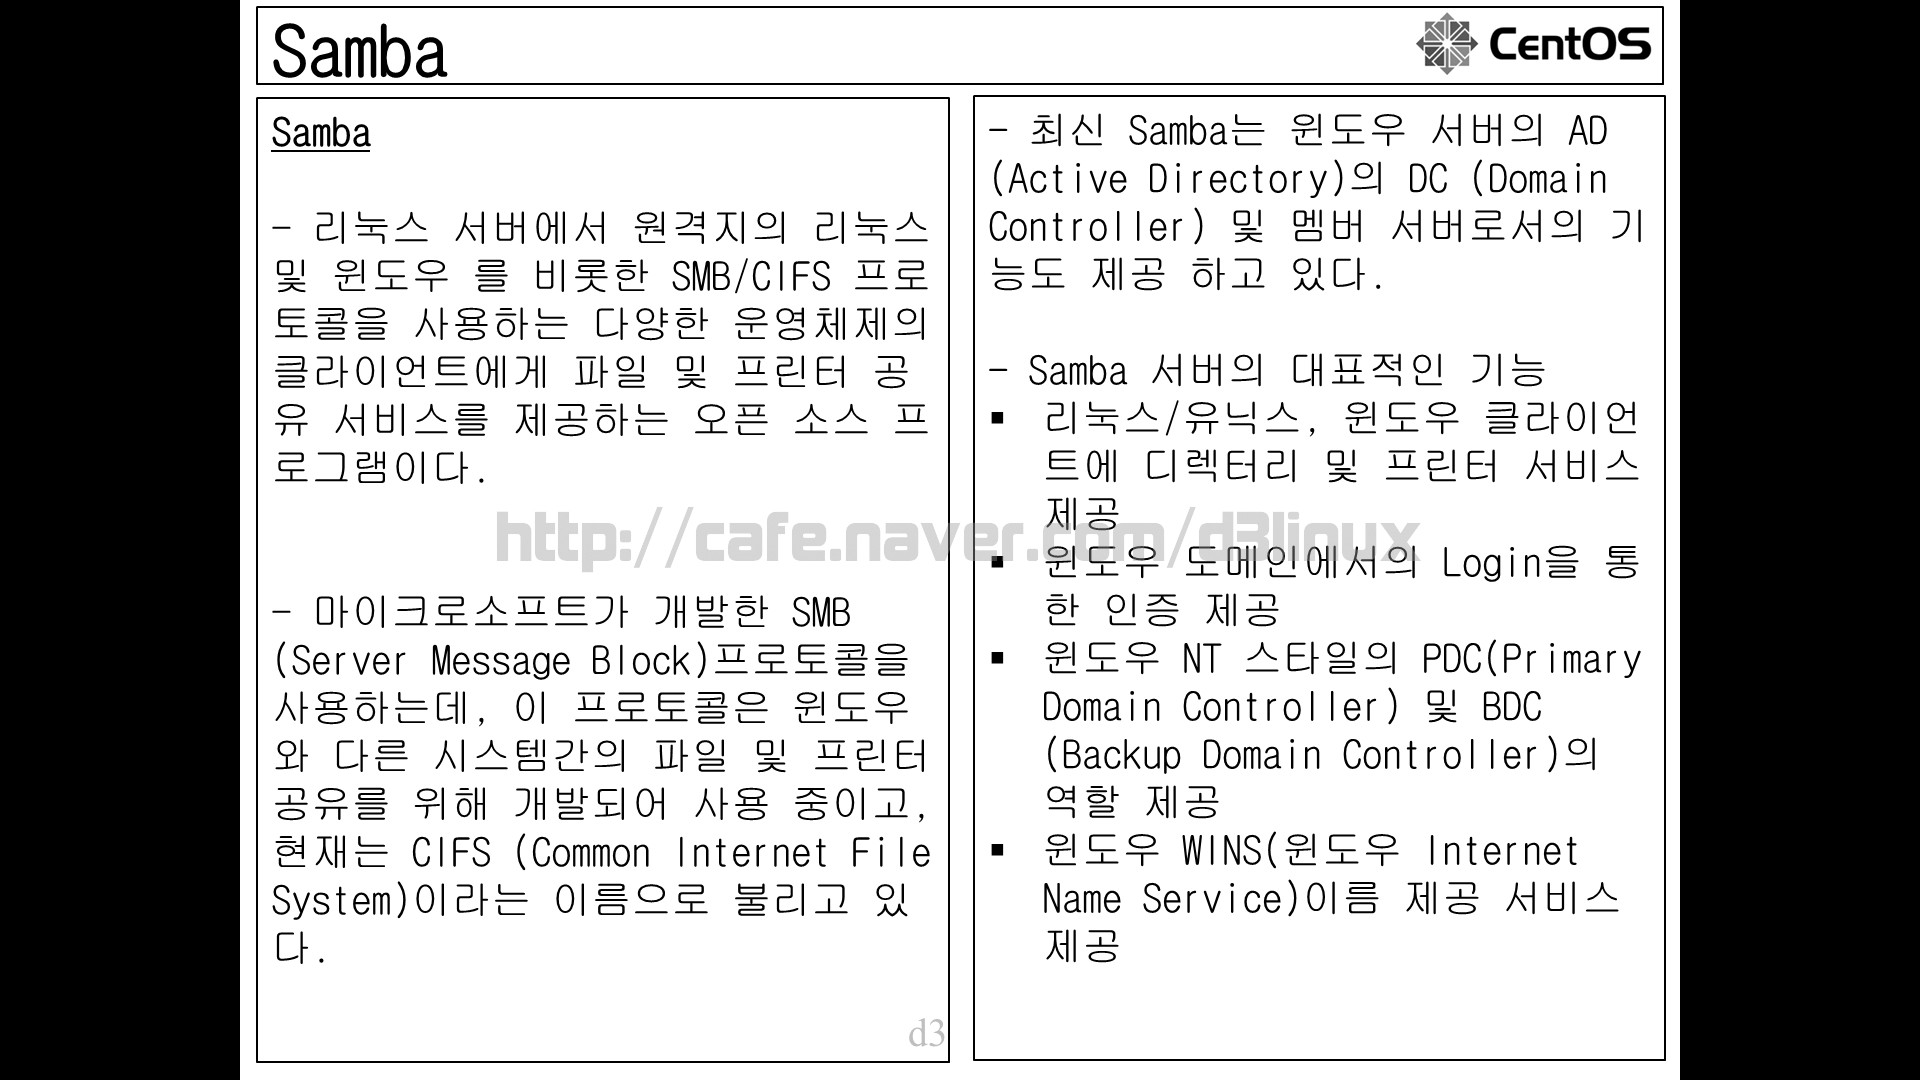 Samba
CentOS
Samba
- 리눅스 서버에서 원격지의 리눅스
및 윈도우 를 비롯한 SMB/CIFS 프로
토콜을 사용하는 다양한 운영체제의
클라이언트에게 파일 및 프린터 공
유 서비스를 제공하는 오픈 소스 프
로그램이다.
- 마이크로소프트가 개발한 SMB
(Server Message Block)프로토콜을
사용하는데, 이 프로토콜은 윈도우
와 다른 시스템간의 파일 및 프린터
공유를 위해 개발되어 사용 중이고,
현재는 CIFS (Common Internet File
System)이라는 이름으로 불리고 있
다.
d3
- 최신 Samba는 윈도우 서버의 AD
(Active Directory)의 DC (Domain
Controller) 및 멤버 서버로서의 기
능도 제공 하고 있다.
- Samba 서버의 대표적인 기능
▪ 리눅스/유닉스, 윈도우 클라이언
트에 디렉터리 및 프린터 서비스
제공
▪ 윈도우 도메인에서의 Login을 통
한 인증 제공
▪ 윈도우 NT 스타일의 PDC(Primary
Domain Controller) 및 BDC
(Backup Domain Controller)의
역할 제공
▪ 윈도우 WINS(윈도우 Internet
Name Service)이름 제공 서비스
제공
http://cafe.naver.com/d3linux